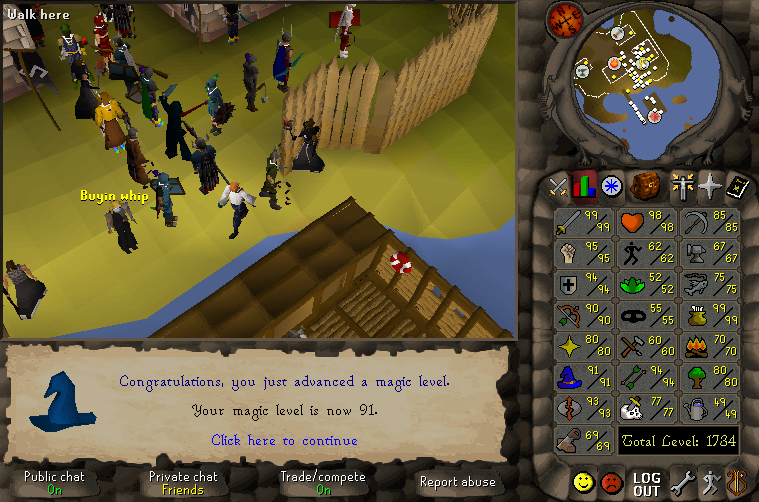 Walk here
Buyin whip
99/99 98/98 85/85
95/95 62/62 67/67
94/94 52/52 75/75
90/90 55/55 99/99
80/80 60/60 70/70
91/91 94/94 80/80
93/93 77/77 49/49
69/69 Total Level: 1734
Congratulations, you just advanced a magic level.
Your magic level is now 91.
Click here to continue
Public chat
On
Private chat
Friends
Trade/compete
On
Report abuse
LOG
OUT